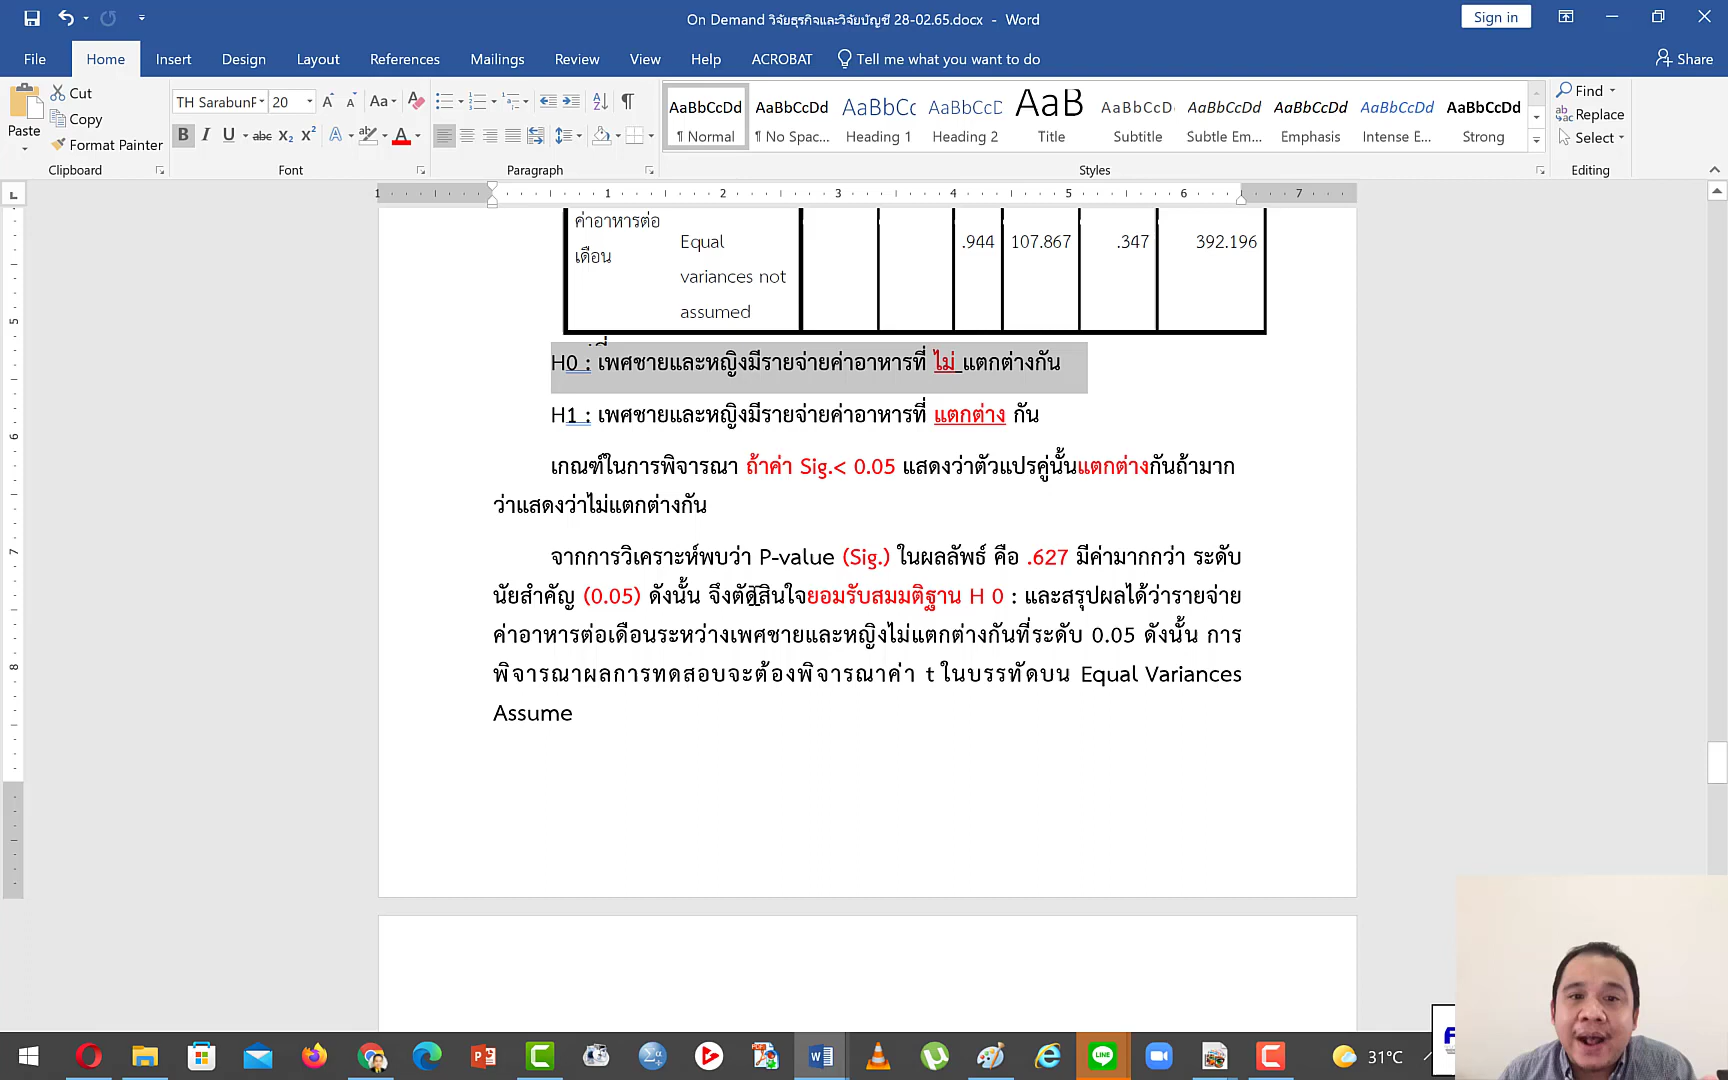 On Demand วิจัยธุรกิจและวิจัยบัญชี 28-02.65.docx - Word
Sign in
File Home Insert Design Layout References Mailings Review View Help ACROBAT Tell me what you want to do Share
Paste Cut Copy Format Painter
Clipboard
TH SarabunP 20
Font
Paragraph
AaBbCcDd AaBbCcDd AaBbCc AaBbCcD AaB AaBbCcD AaBbCcDd AaBbCcDd AaBbCcDd AaBbCcDd
¶ Normal ¶ No Spac... Heading 1 Heading 2 Title Subtitle Subtle Em... Emphasis Intense E... Strong
Styles
Find
Replace
Select
Editing
1 1 2 3 4 5 6 7
5
6
7
8
ค่าอาหารต่อ
เดือน
Equal
variances not
assumed
.944 107.867 .347 392.196
H0 : เพศชายและหญิงมีรายจ่ายค่าอาหารที่ ไม่ แตกต่างกัน
H1 : เพศชายและหญิงมีรายจ่ายค่าอาหารที่ แตกต่าง กัน
เกณฑ์ในการพิจารณา ถ้าค่า Sig.< 0.05 แสดงว่าตัวแปรคู่นั้นแตกต่างกันถ้ามาก
ว่าแสดงว่าไม่แตกต่างกัน
จากการวิเคราะห์พบว่า P-value (Sig.) ในผลลัพธ์ คือ .627 มีค่ามากกว่า ระดับ
นัยสำคัญ (0.05) ดังนั้น จึงตัดสินใจยอมรับสมมติฐาน H 0 : และสรุปผลได้ว่ารายจ่าย
ค่าอาหารต่อเดือนระหว่างเพศชายและหญิงไม่แตกต่างกันที่ระดับ 0.05 ดังนั้น การ
พิจารณาผลการทดสอบจะต้องพิจารณาค่า t ในบรรทัดบน Equal Variances
Assume
31°C